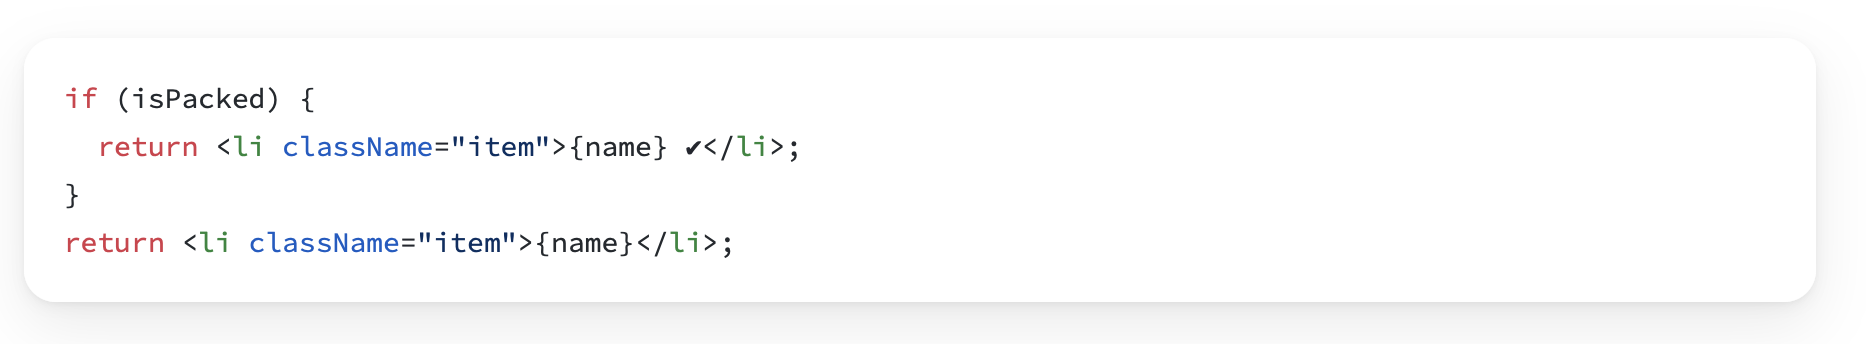 if (isPacked) {
  return <li className="item">{name} ✔</li>;
}
return <li className="item">{name}</li>;